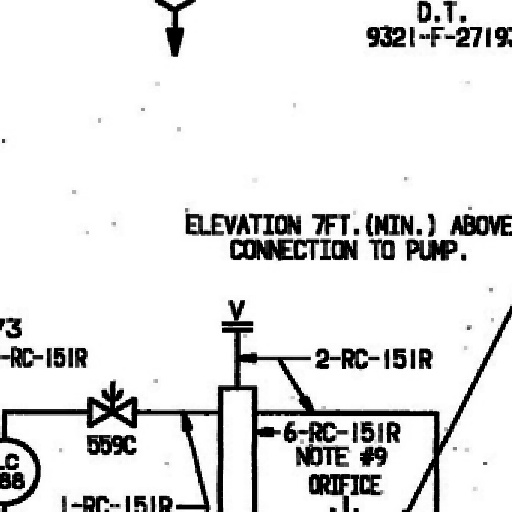 D.T.
9321-F-27193
ELEVATION 7FT.(MIN.) ABOVE
CONNECTION TO PUMP.
V
73
-RC-151R
2-RC-151R
559C
6-RC-151R
NOTE #9
ORIFICE
LC
88
1-RC-151R